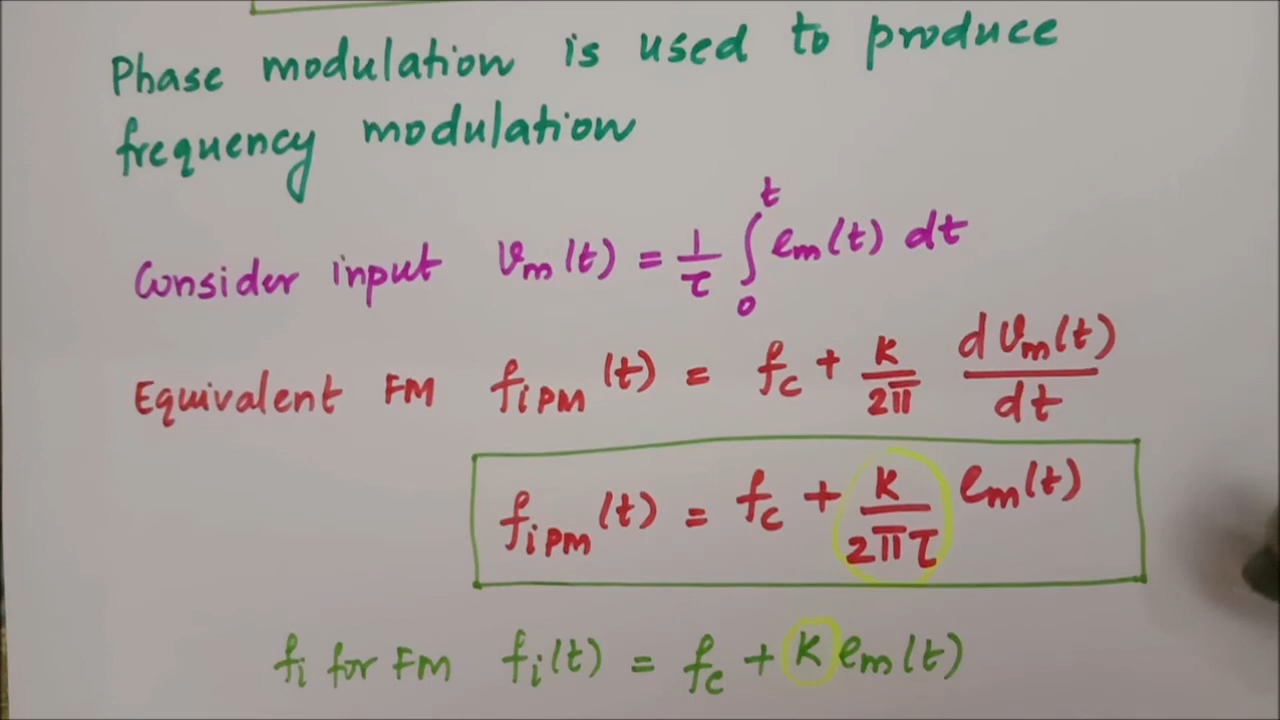 Phase modulation is used to produce
frequency modulation
Consider input vm(t) = 1/τ ∫₀ᵗ em(t) dt
Equivalent FM fiPM(t) = fc + K/2π dvm(t)/dt
fiPM(t) = fc + K/2πτ em(t)
fi for FM fi(t) = fc + K em(t)